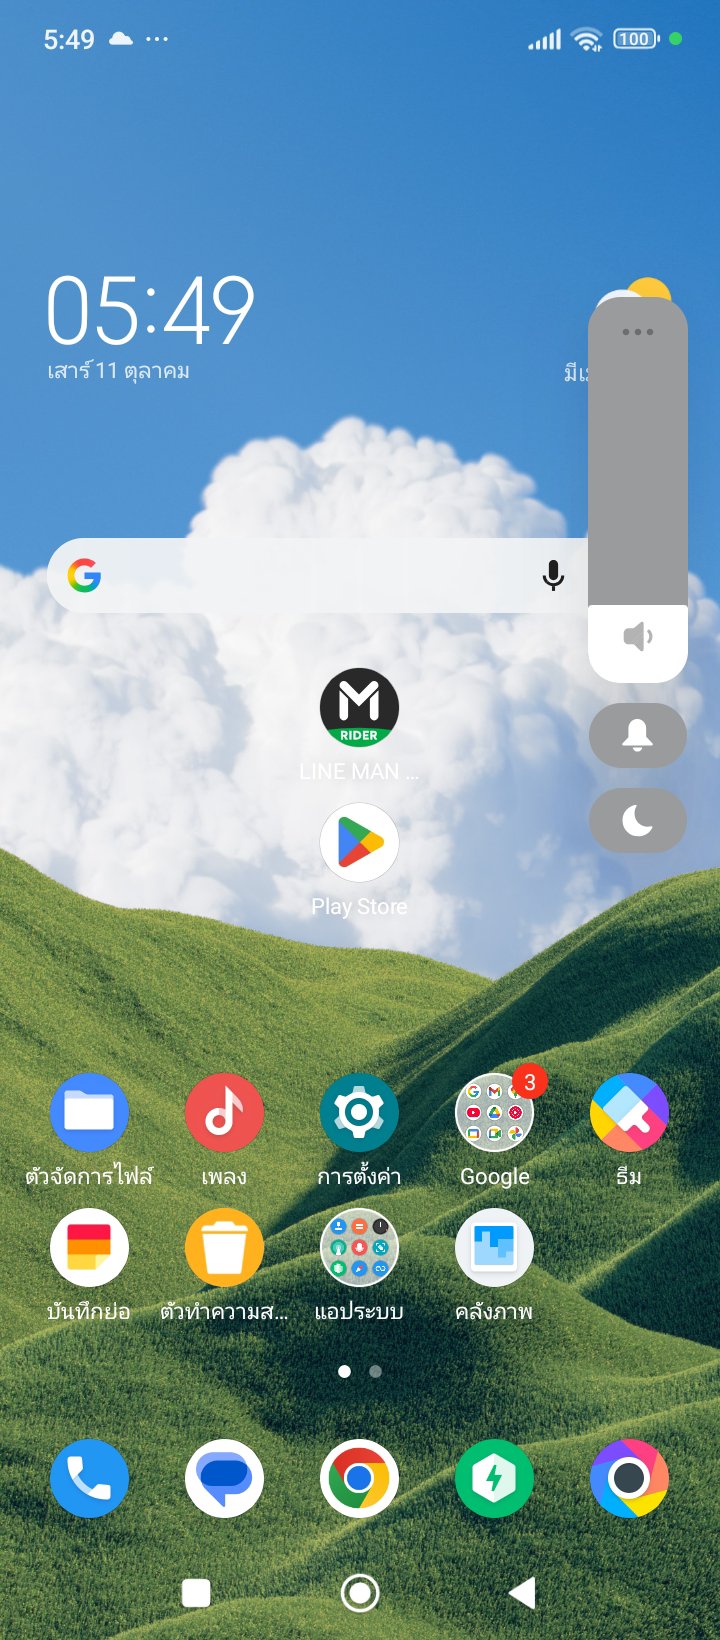 5:49
100
05:49
เสาร์ 11 ตุลาคม
RIDER
LINE MAN ...
Play Store
3
ตัวจัดการไฟล์
เพลง
การตั้งค่า
Google
ธีม
บันทึกย่อ
ตัวทำความส...
แอประบบ
คลังภาพ